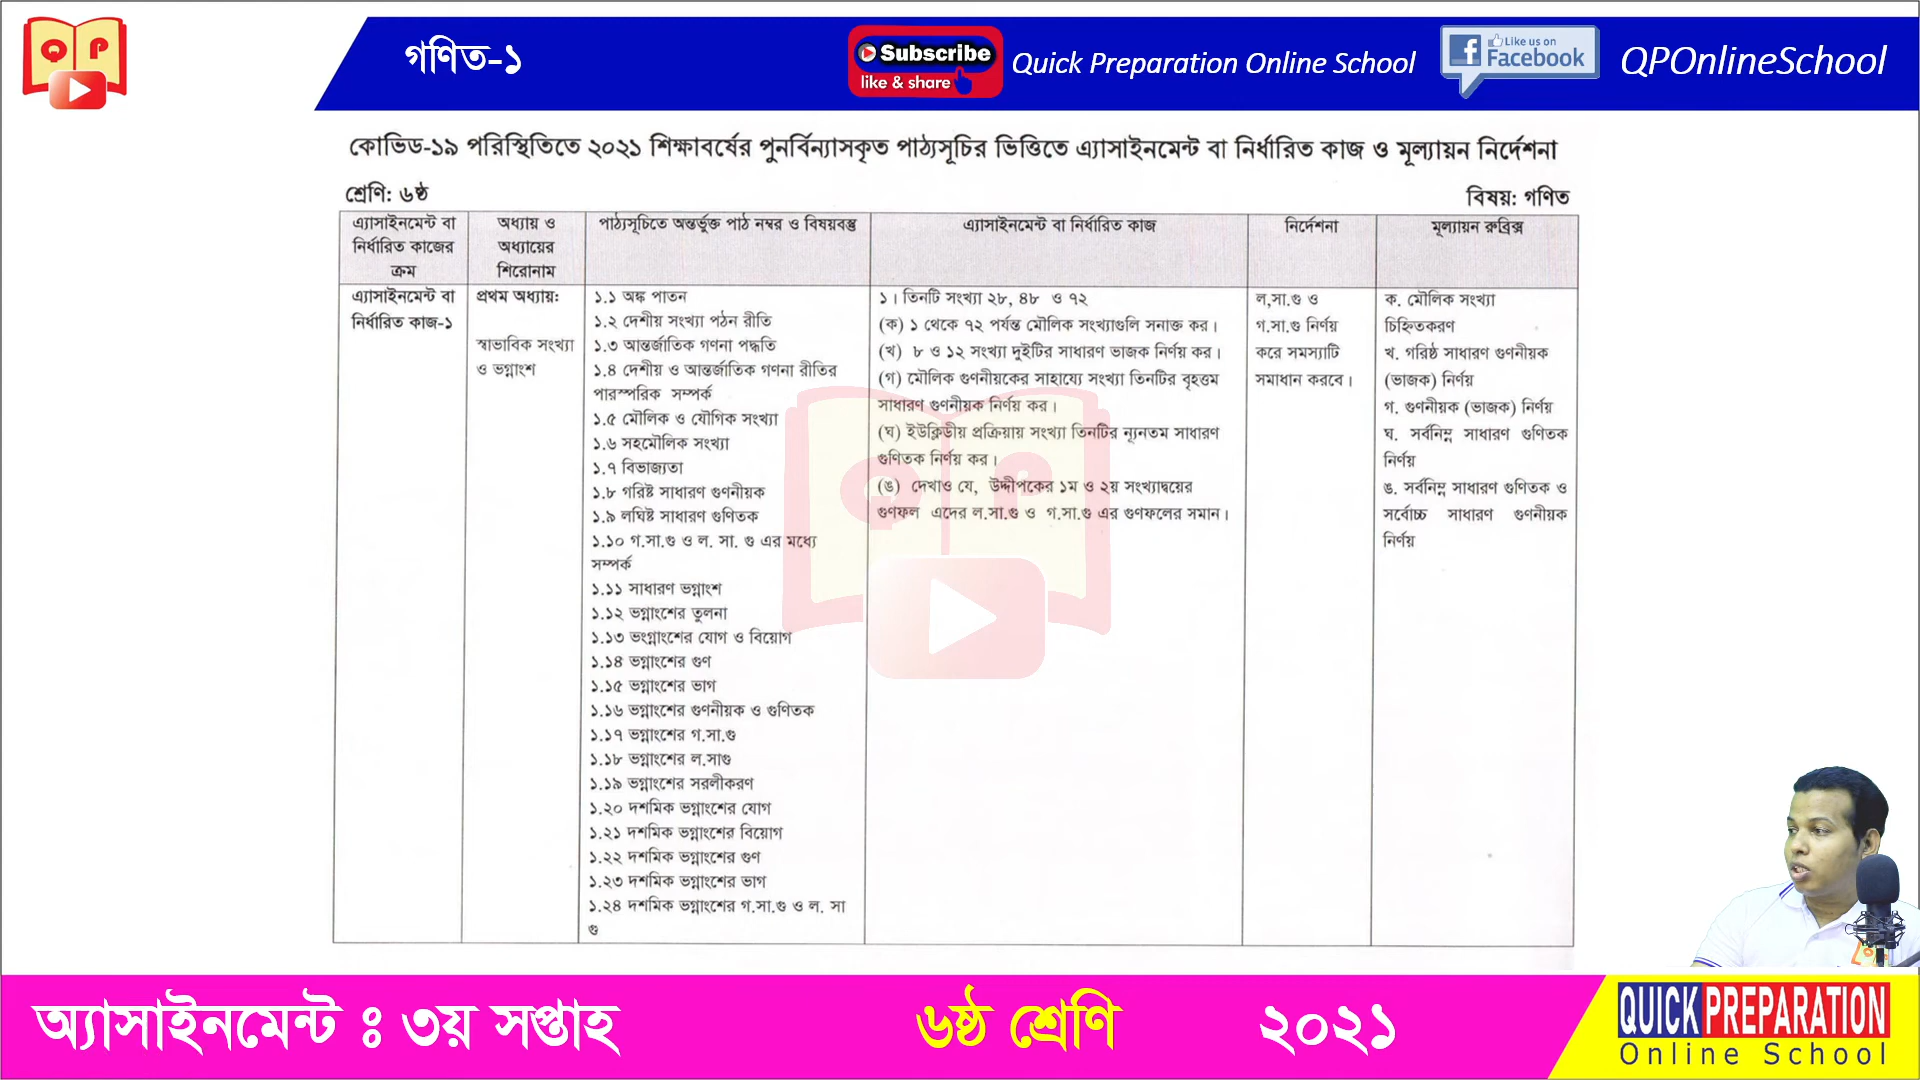 QP
গণিত-১
Subscribe
like & share
Quick Preparation Online School
Like us on
Facebook
QPOnlineSchool
কোভিড-১৯ পরিস্থিতিতে ২০২১ শিক্ষাবর্ষের পুনর্বিন্যাসকৃত পাঠ্যসূচির ভিত্তিতে এ্যাসাইনমেন্ট বা নির্ধারিত কাজ ও মূল্যায়ন নির্দেশনা
শ্রেণি: ৬ষ্ঠ
বিষয়: গণিত
এ্যাসাইনমেন্ট বা
নির্ধারিত কাজের
ক্রম
অধ্যায় ও
অধ্যায়ের
শিরোনাম
পাঠ্যসূচিতে অন্তর্ভুক্ত পাঠ নম্বর ও বিষয়বস্তু
এ্যাসাইনমেন্ট বা নির্ধারিত কাজ
নির্দেশনা
মূল্যায়ন রুব্রিক্স
এ্যাসাইনমেন্ট বা
নির্ধারিত কাজ-১
প্রথম অধ্যায়:
স্বাভাবিক সংখ্যা
ও ভগ্নাংশ
১.১ অঙ্ক পাতন
১.২ দেশীয় সংখ্যা পঠন রীতি
১.৩ আন্তর্জাতিক গণনা পদ্ধতি
১.৪ দেশীয় ও আন্তর্জাতিক গণনা রীতির
পারস্পরিক সম্পর্ক
১.৫ মৌলিক ও যৌগিক সংখ্যা
১.৬ সহমৌলিক সংখ্যা
১.৭ বিভাজ্যতা
১.৮ গরিষ্ট সাধারণ গুণনীয়ক
১.৯ লঘিষ্ট সাধারণ গুণিতক
১.১০ গ.সা.গু ও ল. সা. গু এর মধ্যে
সম্পর্ক
১.১১ সাধারণ ভগ্নাংশ
১.১২ ভগ্নাংশের তুলনা
১.১৩ ভংগ্নাংশের যোগ ও বিয়োগ
১.১৪ ভগ্নাংশের গুণ
১.১৫ ভগ্নাংশের ভাগ
১.১৬ ভগ্নাংশের গুণনীয়ক ও গুণিতক
১.১৭ ভগ্নাংশের গ.সা.গু
১.১৮ ভগ্নাংশের ল.সাগু
১.১৯ ভগ্নাংশের সরলীকরণ
১.২০ দশমিক ভগ্নাংশের যোগ
১.২১ দশমিক ভগ্নাংশের বিয়োগ
১.২২ দশমিক ভগ্নাংশের গুণ
১.২৩ দশমিক ভগ্নাংশের ভাগ
১.২৪ দশমিক ভগ্নাংশের গ.সা.গু ও ল. সা
গু
১। তিনটি সংখ্যা ২৮, ৪৮ ও ৭২
(ক) ১ থেকে ৭২ পর্যন্ত মৌলিক সংখ্যাগুলি সনাক্ত কর।
(খ) ৮ ও ১২ সংখ্যা দুইটির সাধারণ ভাজক নির্ণয় কর।
(গ) মৌলিক গুণনীয়কের সাহায্যে সংখ্যা তিনটির বৃহত্তম
সাধারণ গুণনীয়ক নির্ণয় কর।
(ঘ) ইউক্লিডীয় প্রক্রিয়ায় সংখ্যা তিনটির ন্যূনতম সাধারণ
গুণিতক নির্ণয় কর।
(ঙ) দেখাও যে, উদ্দীপকের ১ম ও ২য় সংখ্যাদ্বয়ের
গুণফল এদের ল.সা.গু ও গ.সা.গু এর গুণফলের সমান।
ল,সা.গু ও
গ.সা.গু নির্ণয়
করে সমস্যাটি
সমাধান করবে।
ক. মৌলিক সংখ্যা
চিহ্নিতকরণ
খ. গরিষ্ঠ সাধারণ গুণনীয়ক
(ভাজক) নির্ণয়
গ. গুণনীয়ক (ভাজক) নির্ণয়
ঘ. সর্বনিম্ন সাধারণ গুণিতক
নির্ণয়
ঙ. সর্বনিম্ন সাধারণ গুণিতক ও
সর্বোচ্চ সাধারণ গুণনীয়ক
নির্ণয়
অ্যাসাইনমেন্ট ঃ ৩য় সপ্তাহ
৬ষ্ঠ শ্রেণি
২০২১
QUICK PREPARATION
Online School